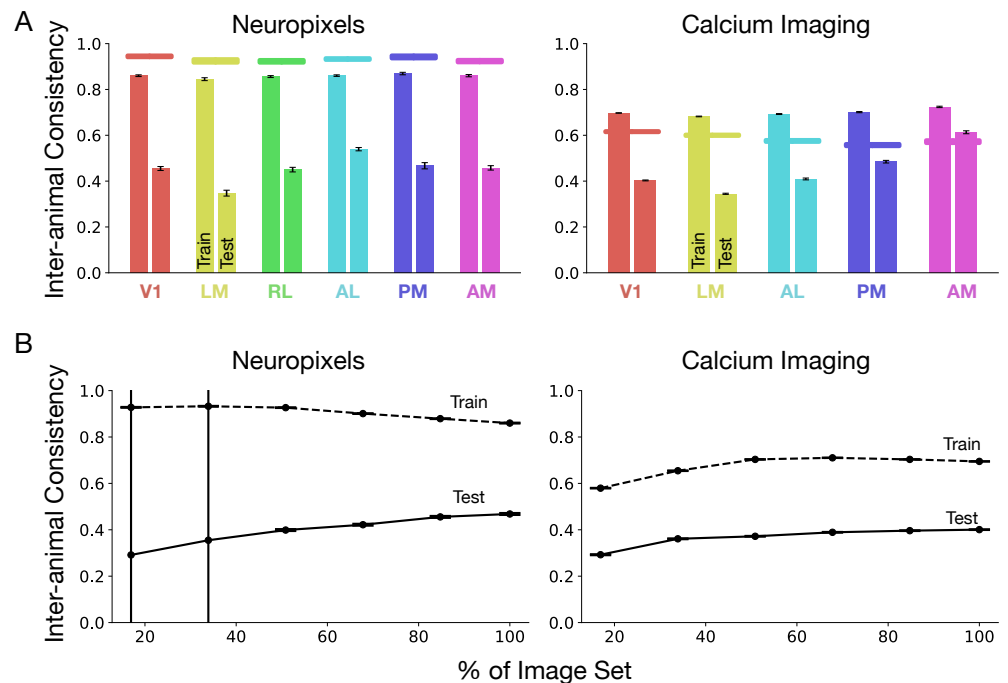 A
Neuropixels
Calcium Imaging
Inter-animal Consistency
1.0
0.8
0.6
0.4
0.2
0.0
Train
Test
V1 LM RL AL PM AM
1.0
0.8
0.6
0.4
0.2
0.0
Train
Test
V1 LM AL PM AM
B
Neuropixels
Calcium Imaging
Inter-animal Consistency
1.0
0.8
0.6
0.4
0.2
0.0
Train
Test
20 40 60 80 100
1.0
0.8
0.6
0.4
0.2
0.0
Train
Test
20 40 60 80 100
% of Image Set